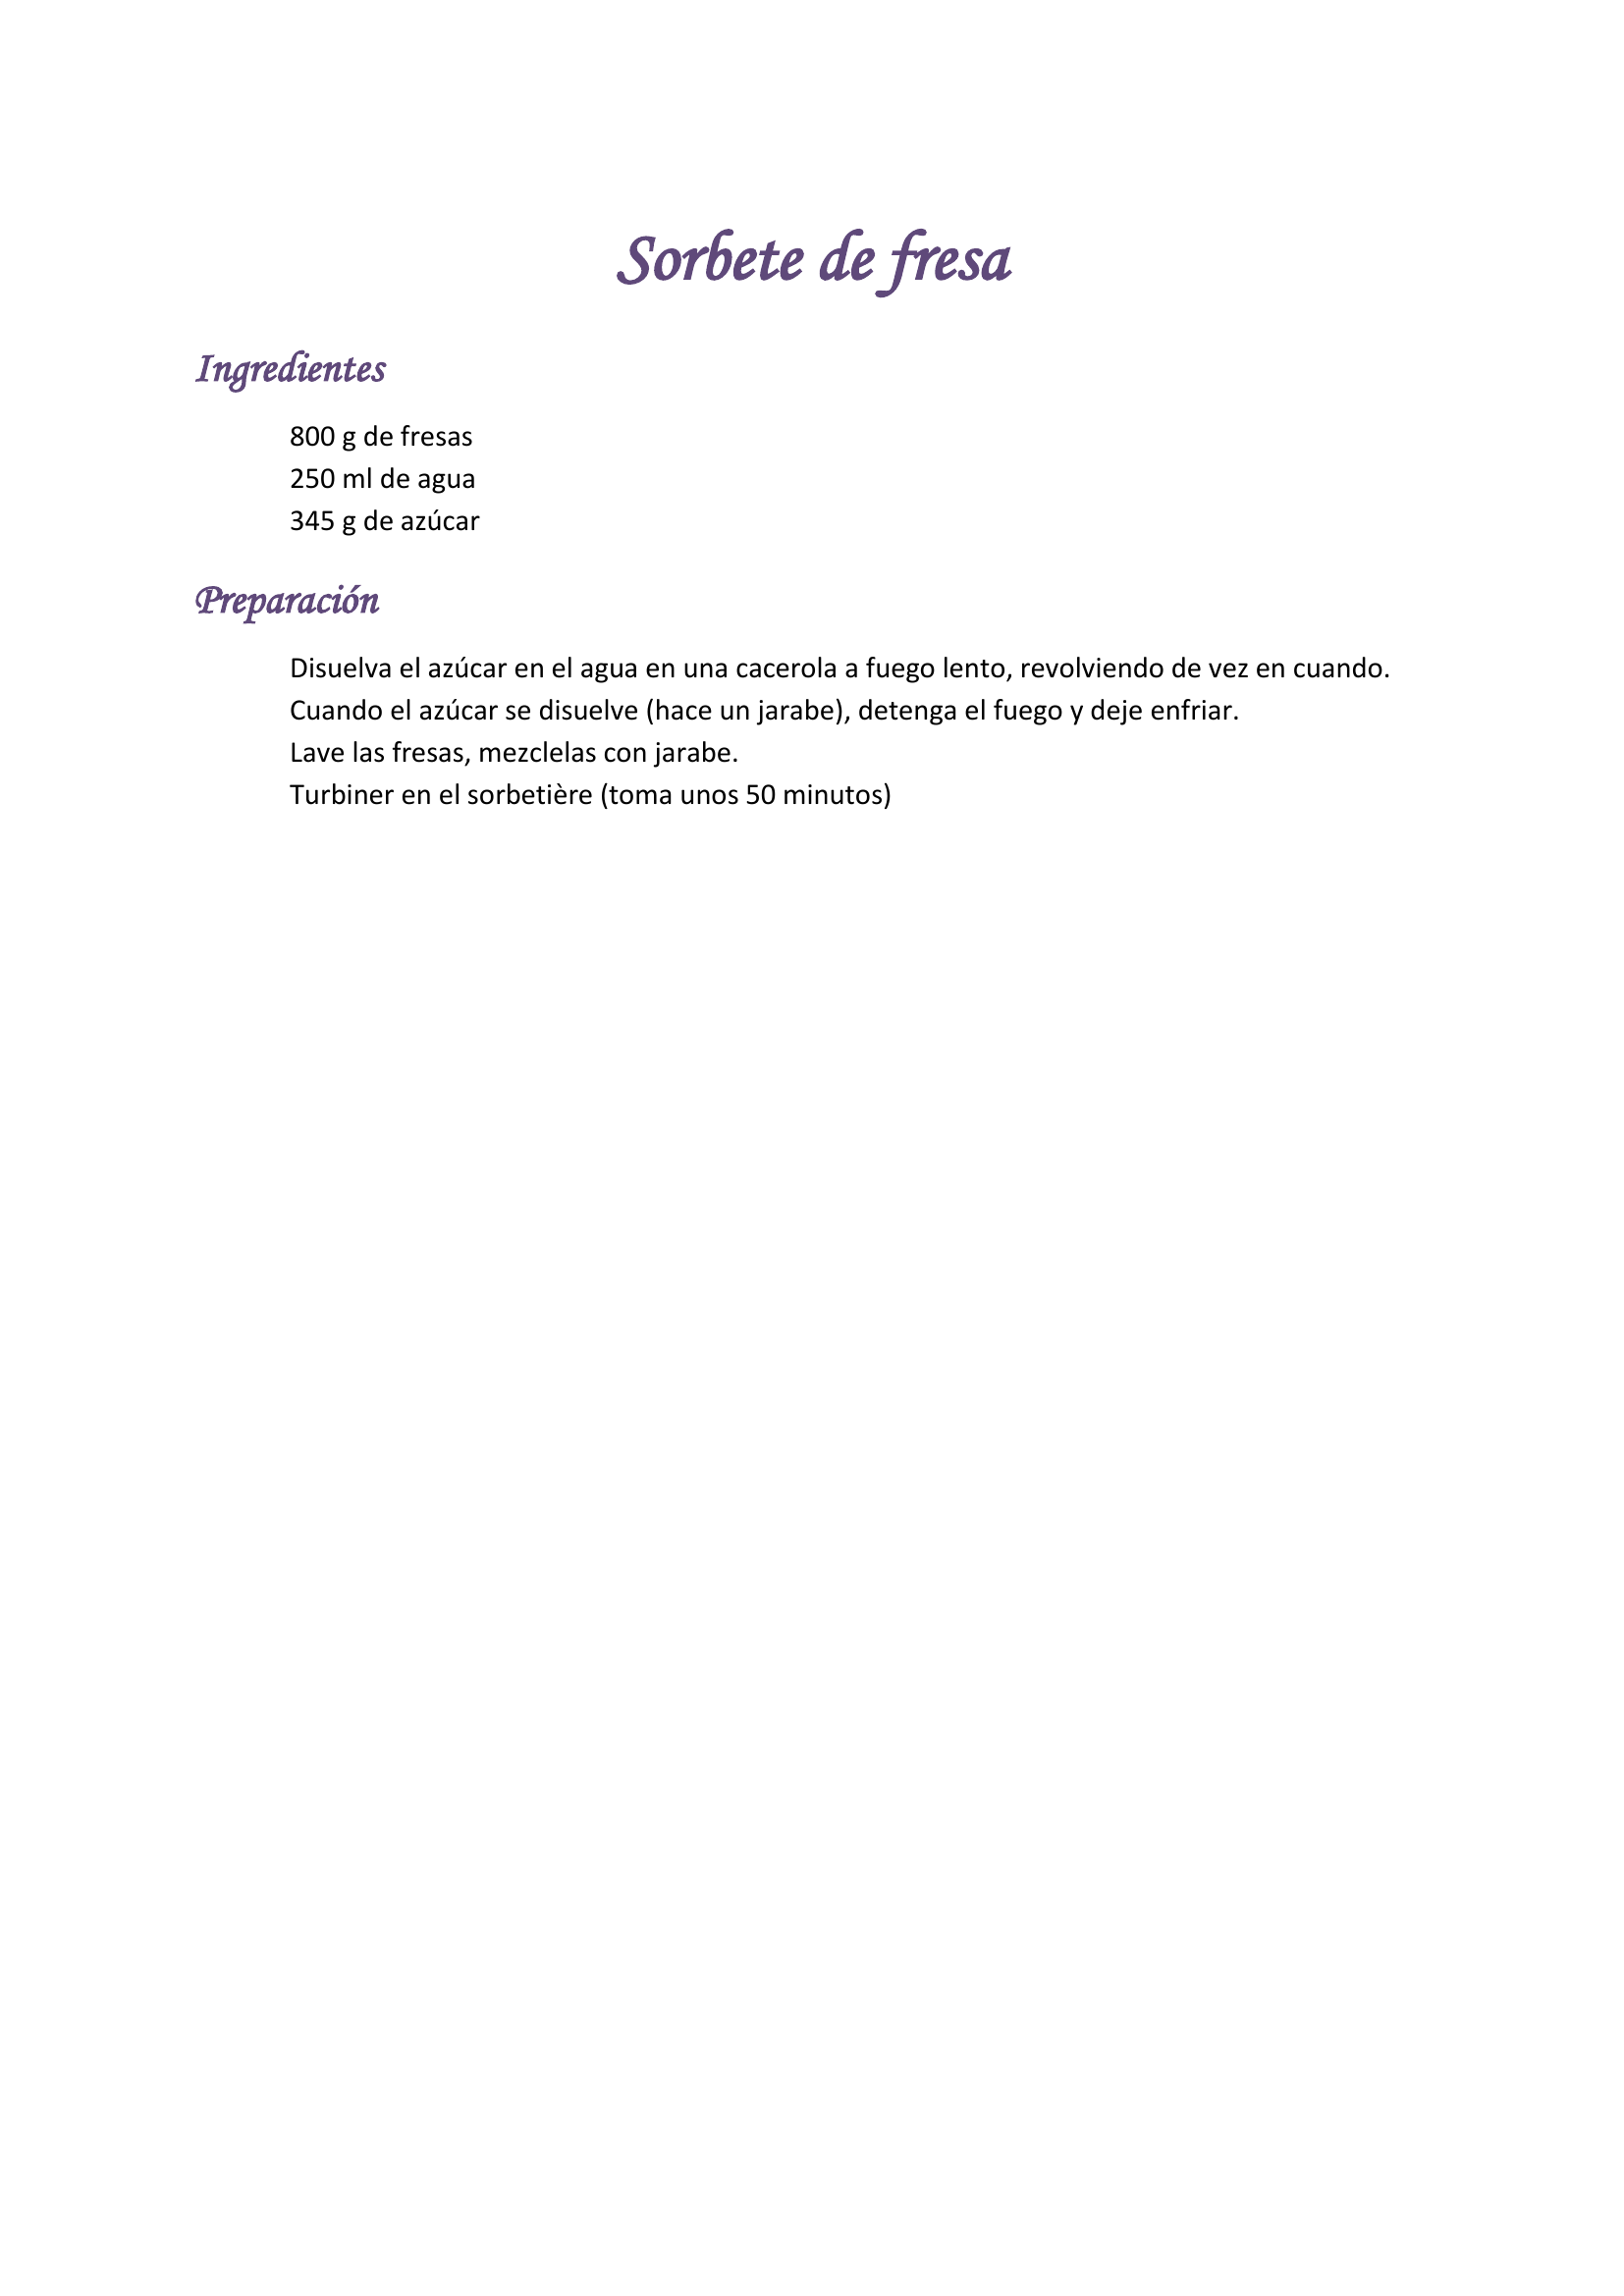 Sorbete de fresa
Ingredientes
800 g de fresas
250 ml de agua
345 g de azúcar
Preparación
Disuelva el azúcar en el agua en una cacerola a fuego lento, revolviendo de vez en cuando.
Cuando el azúcar se disuelve (hace un jarabe), detenga el fuego y deje enfriar.
Lave las fresas, mezclelas con jarabe.
Turbiner en el sorbetière (toma unos 50 minutos)